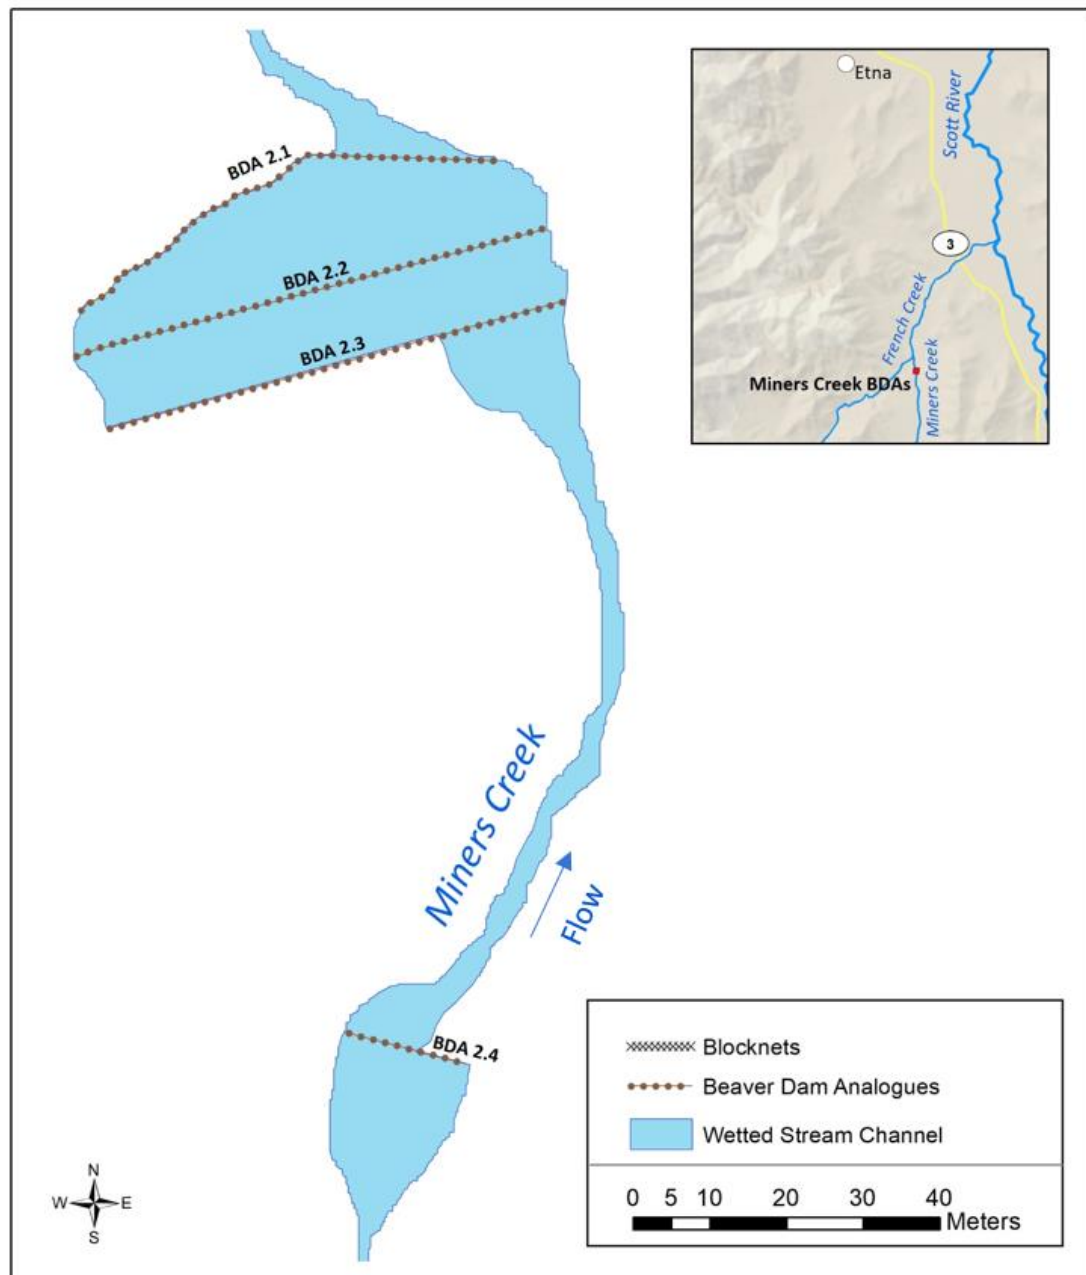 Etna
Scott River
3
French Creek
Miners Creek BDAs
Miners Creek
BDA 2.1
BDA 2.2
BDA 2.3
Miners Creek
Flow
BDA 2.4
Blocknets
Beaver Dam Analogues
Wetted Stream Channel
0 5 10 20 30 40
Meters
N
W E
S